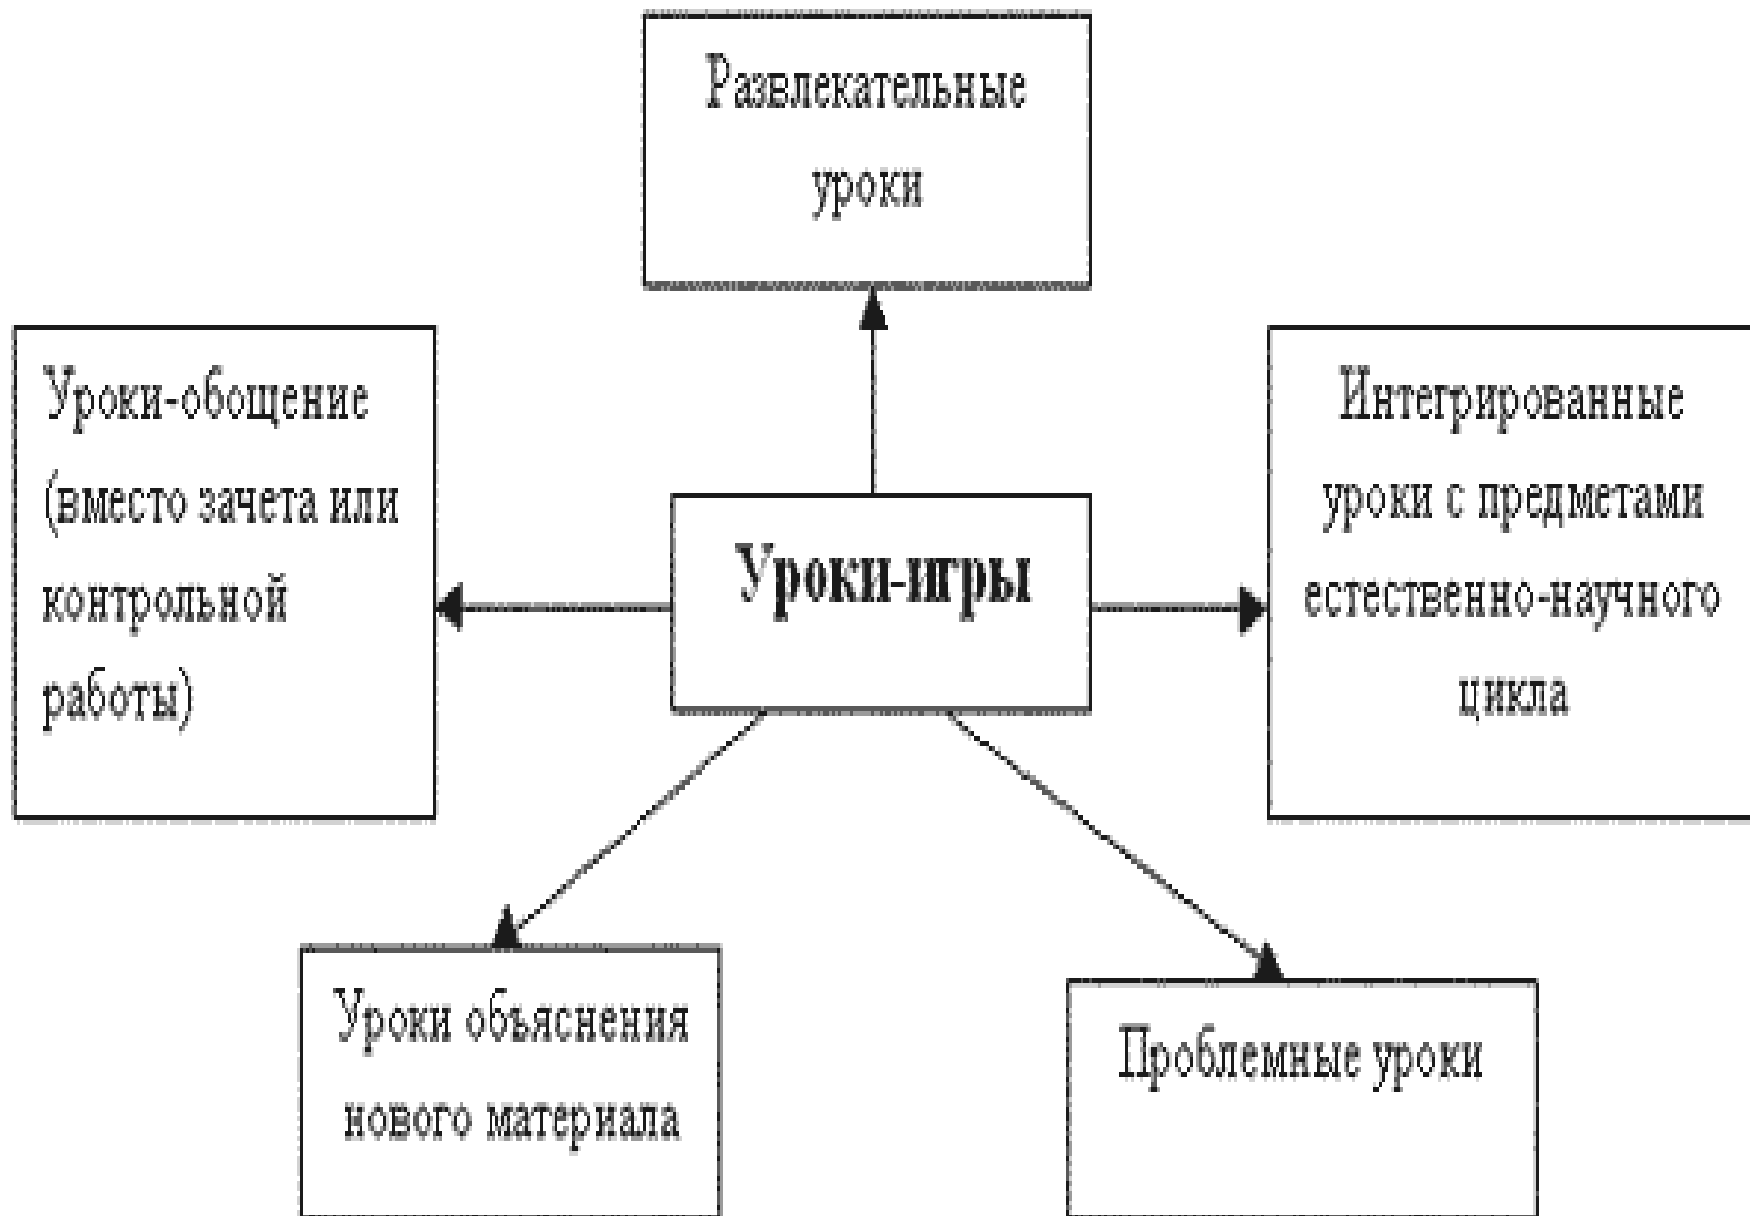 Развлекательные
уроки
Уроки-обощение
(вместо зачета или
контрольной
работы)
Уроки-игры
Интегрированные
уроки с предметами
естественно-научного
цикла
Уроки объяснения
нового материала
Проблемные уроки